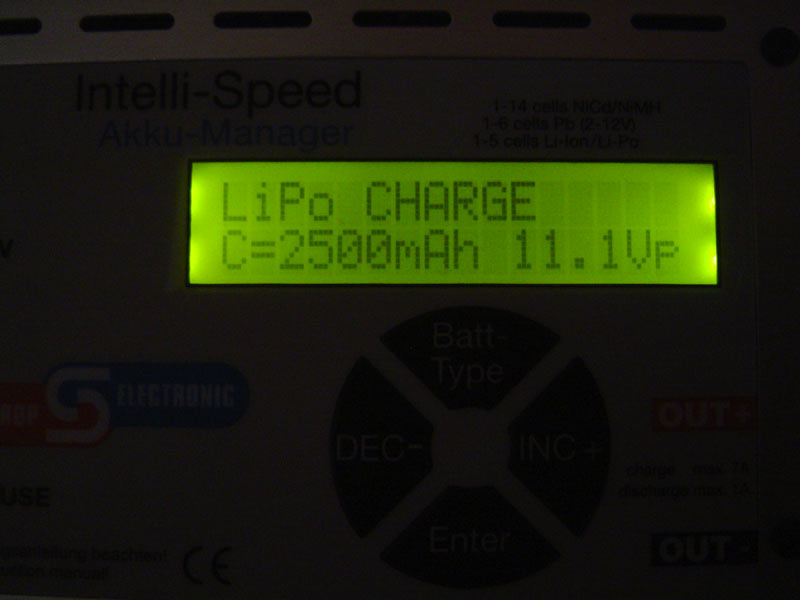 Intelli-Speed
Akku-Manager
1-14 cells NiCd/NiMH
1-6 cells Pb (2-12V)
1-5 cells Li-Ion/Li-Po
LiPo CHARGE
C=2500mAh 11.1Vp
V
Batt-
Type
DEC-
INC+
Enter
ELECTRONIC
OUT+
charge max. 7A
discharge max. 1A
OUT-
USE
beachten!
manual!
CE